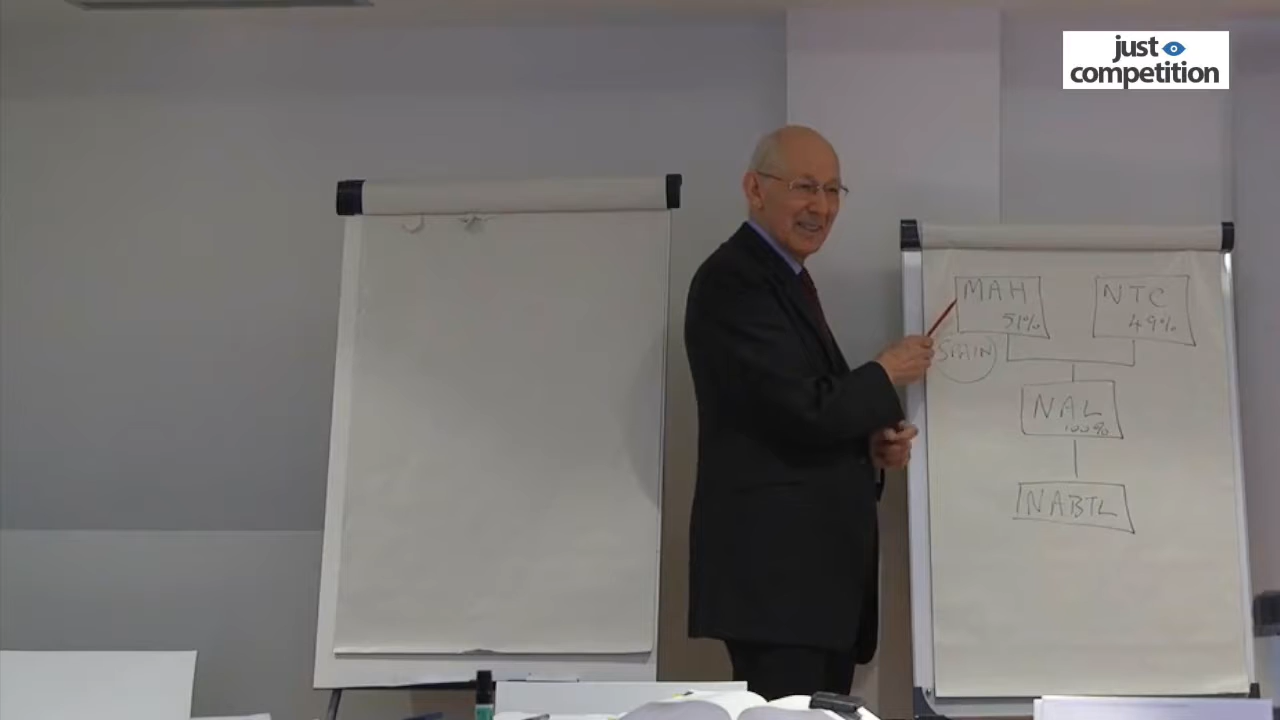 just
competition
MAH
51%
NTC
49%
SPAIN
NAL
100%
NABTL